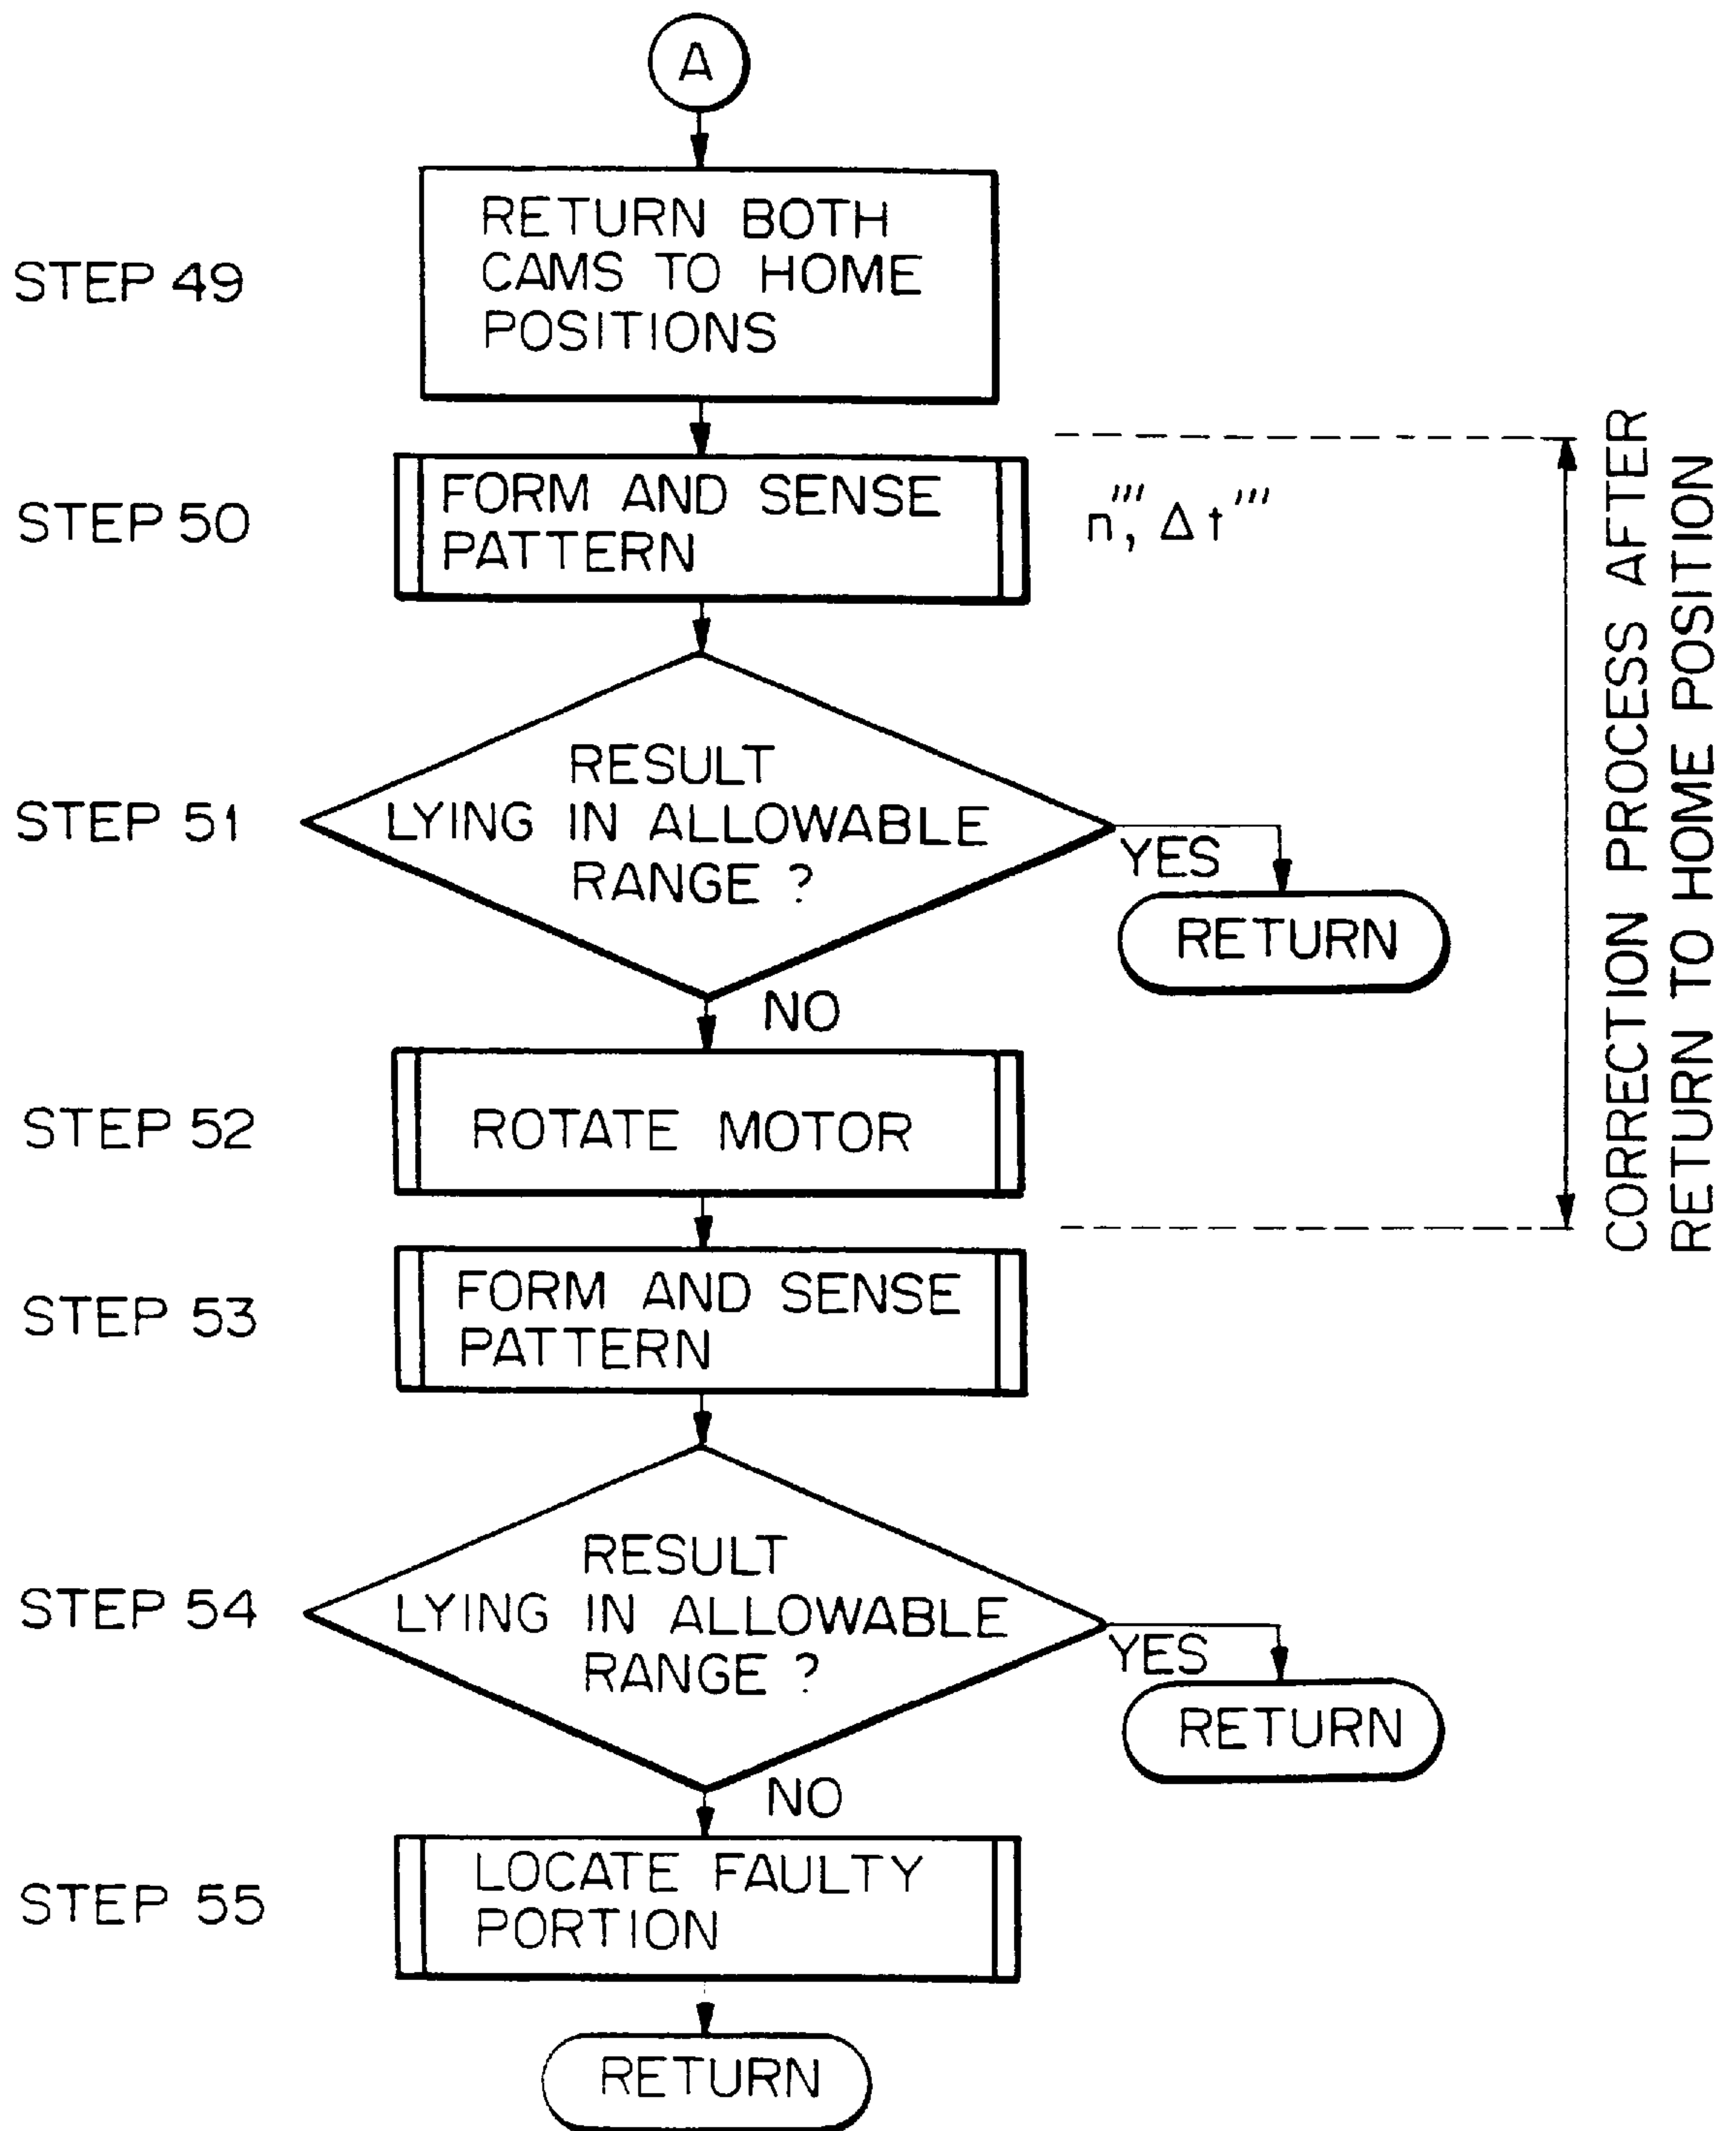 A
STEP 49
RETURN BOTH
CAMS TO HOME
POSITIONS
STEP 50
FORM AND SENSE
PATTERN
n''', Δt'''
STEP 51
RESULT
LYING IN ALLOWABLE
RANGE ?
YES
RETURN
NO
STEP 52
ROTATE MOTOR
CORRECTION PROCESS AFTER
RETURN TO HOME POSITION
STEP 53
FORM AND SENSE
PATTERN
STEP 54
RESULT
LYING IN ALLOWABLE
RANGE ?
YES
RETURN
NO
STEP 55
LOCATE FAULTY
PORTION
RETURN